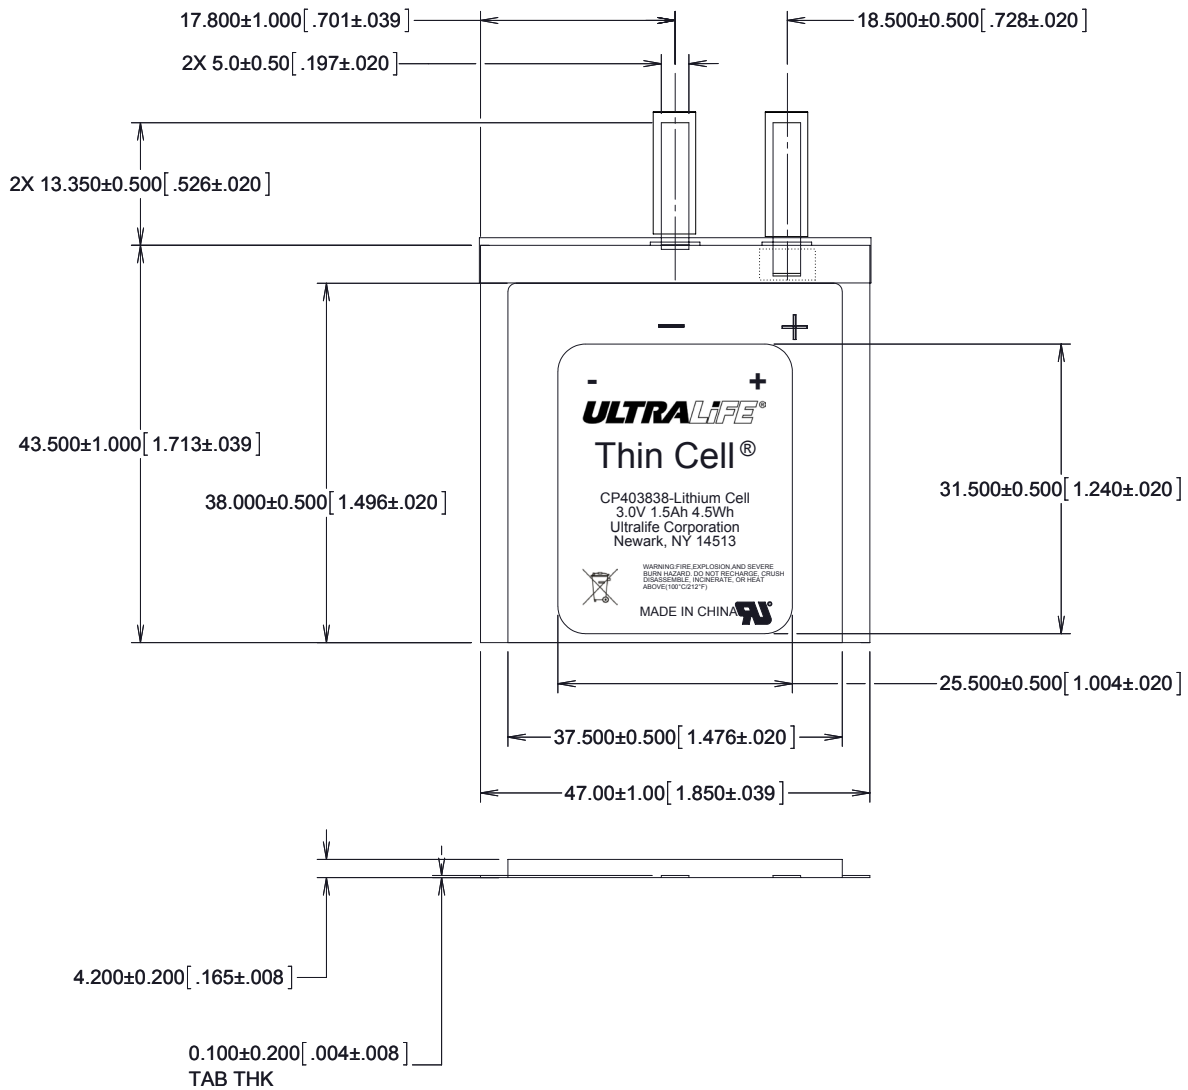 17.800±1.000[.701±.039]
18.500±0.500[.728±.020]
2X 5.0±0.50[.197±.020]
2X 13.350±0.500[.526±.020]
43.500±1.000[1.713±.039]
38.000±0.500[1.496±.020]
31.500±0.500[1.240±.020]
- +
ULTRALiFE®
Thin Cell®
CP403838-Lithium Cell
3.0V 1.5Ah 4.5Wh
Ultralife Corporation
Newark, NY 14513
WARNING:FIRE,EXPLOSION,AND SEVERE
BURN HAZARD. DO NOT RECHARGE, CRUSH
DISASSEMBLE, INCINERATE, OR HEAT
ABOVE(100°C/212°F)
MADE IN CHINA
25.500±0.500[1.004±.020]
37.500±0.500[1.476±.020]
47.00±1.00[1.850±.039]
4.200±0.200[.165±.008]
0.100±0.200[.004±.008]
TAB THK